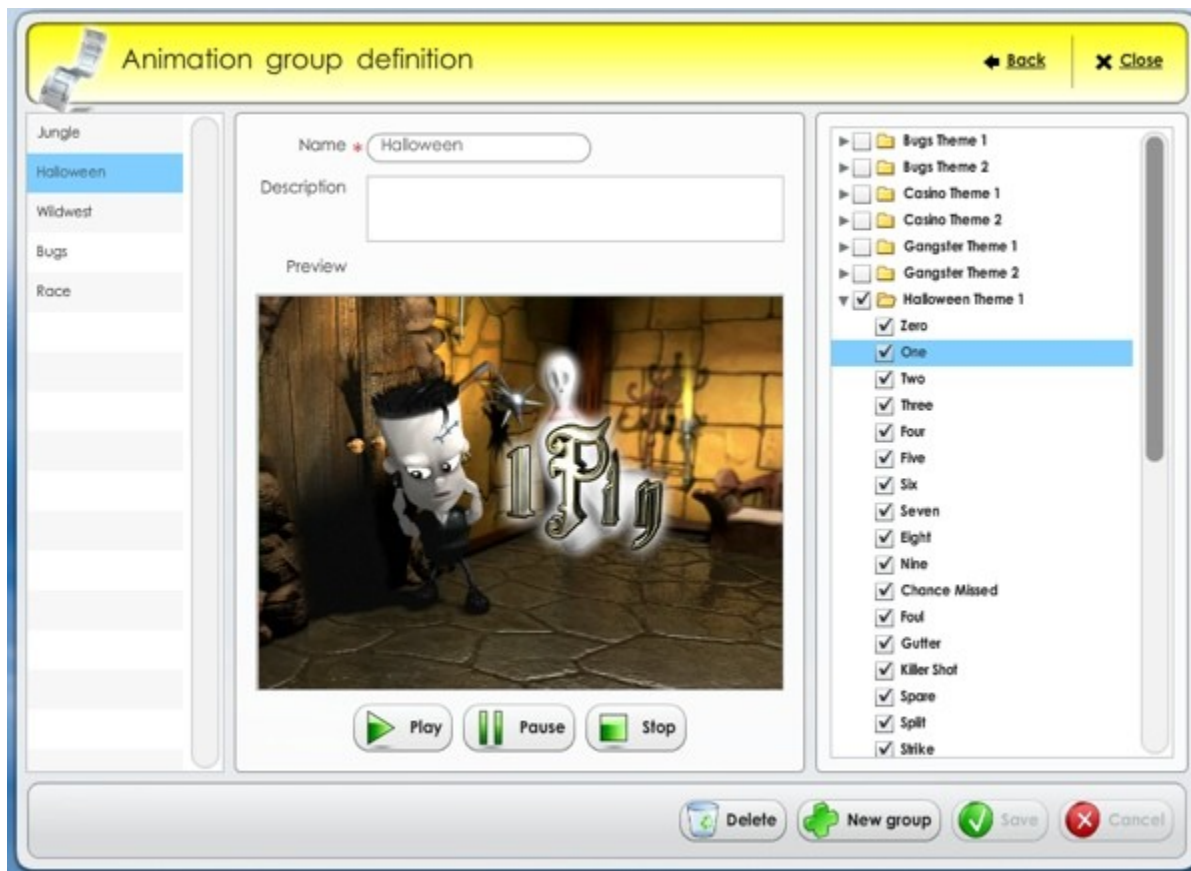 Animation group definition
Back
Close
Jungle
Halloween
Wildwest
Bugs
Race
Name * Halloween
Description
Preview
1 Pin
Play
Pause
Stop
Bugs Theme 1
Bugs Theme 2
Casino Theme 1
Casino Theme 2
Gangster Theme 1
Gangster Theme 2
Halloween Theme 1
Zero
One
Two
Three
Four
Five
Six
Seven
Eight
Nine
Chance Missed
Foul
Gutter
Killer Shot
Spare
Split
Strike
Delete
New group
Save
Cancel